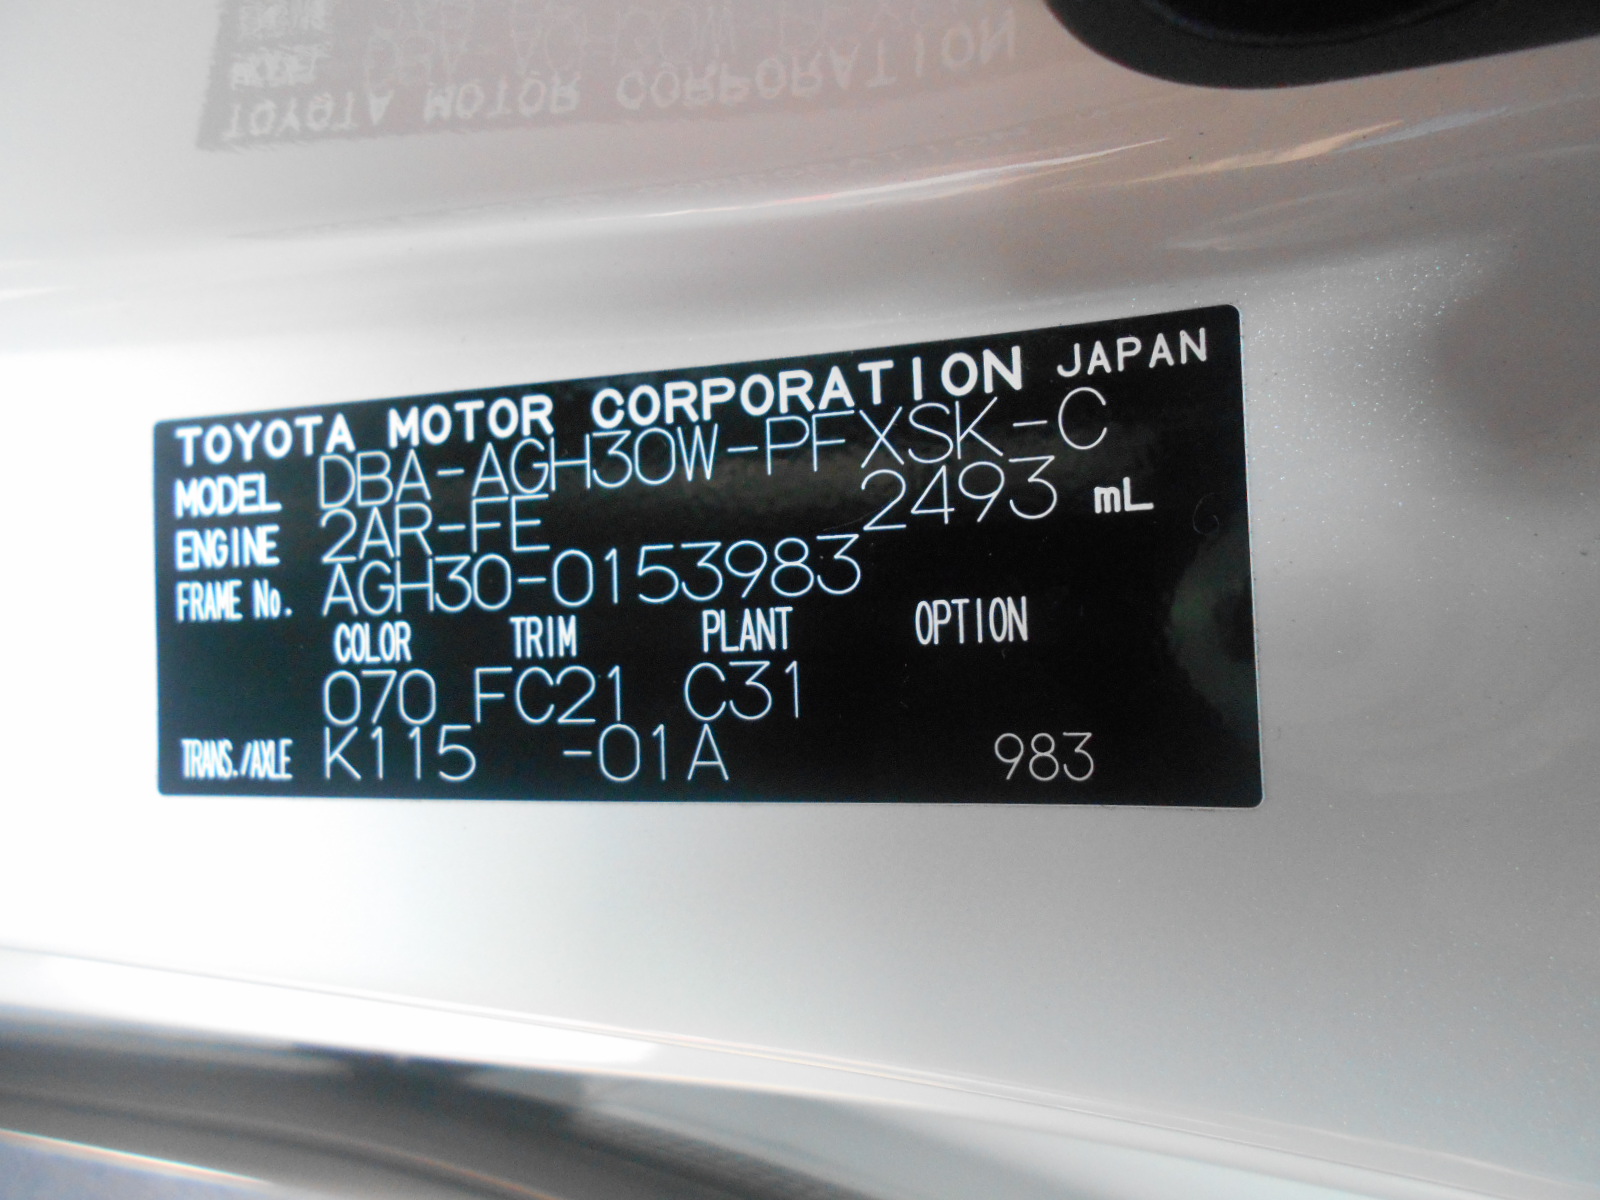 TOYOTA MOTOR CORPORATION JAPAN
MODEL DBA-AGH30W-PFXSK-C
ENGINE 2AR-FE 2493 mL
FRAME No. AGH30-0153983
COLOR TRIM PLANT OPTION
070 FC21 C31
TRANS./AXLE K115 -01A 983